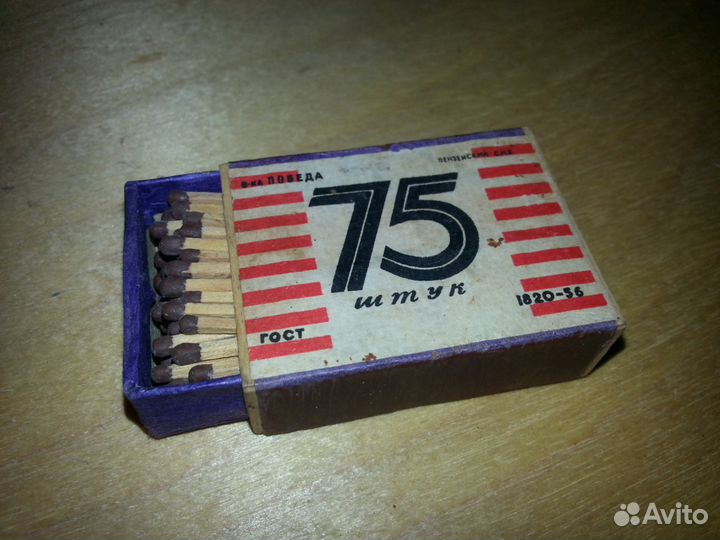 Ф-КА ПОБЕДА
ПЕНЗЕНСКИЙ СНХ
75
штук
ГОСТ
1820-56
Avito